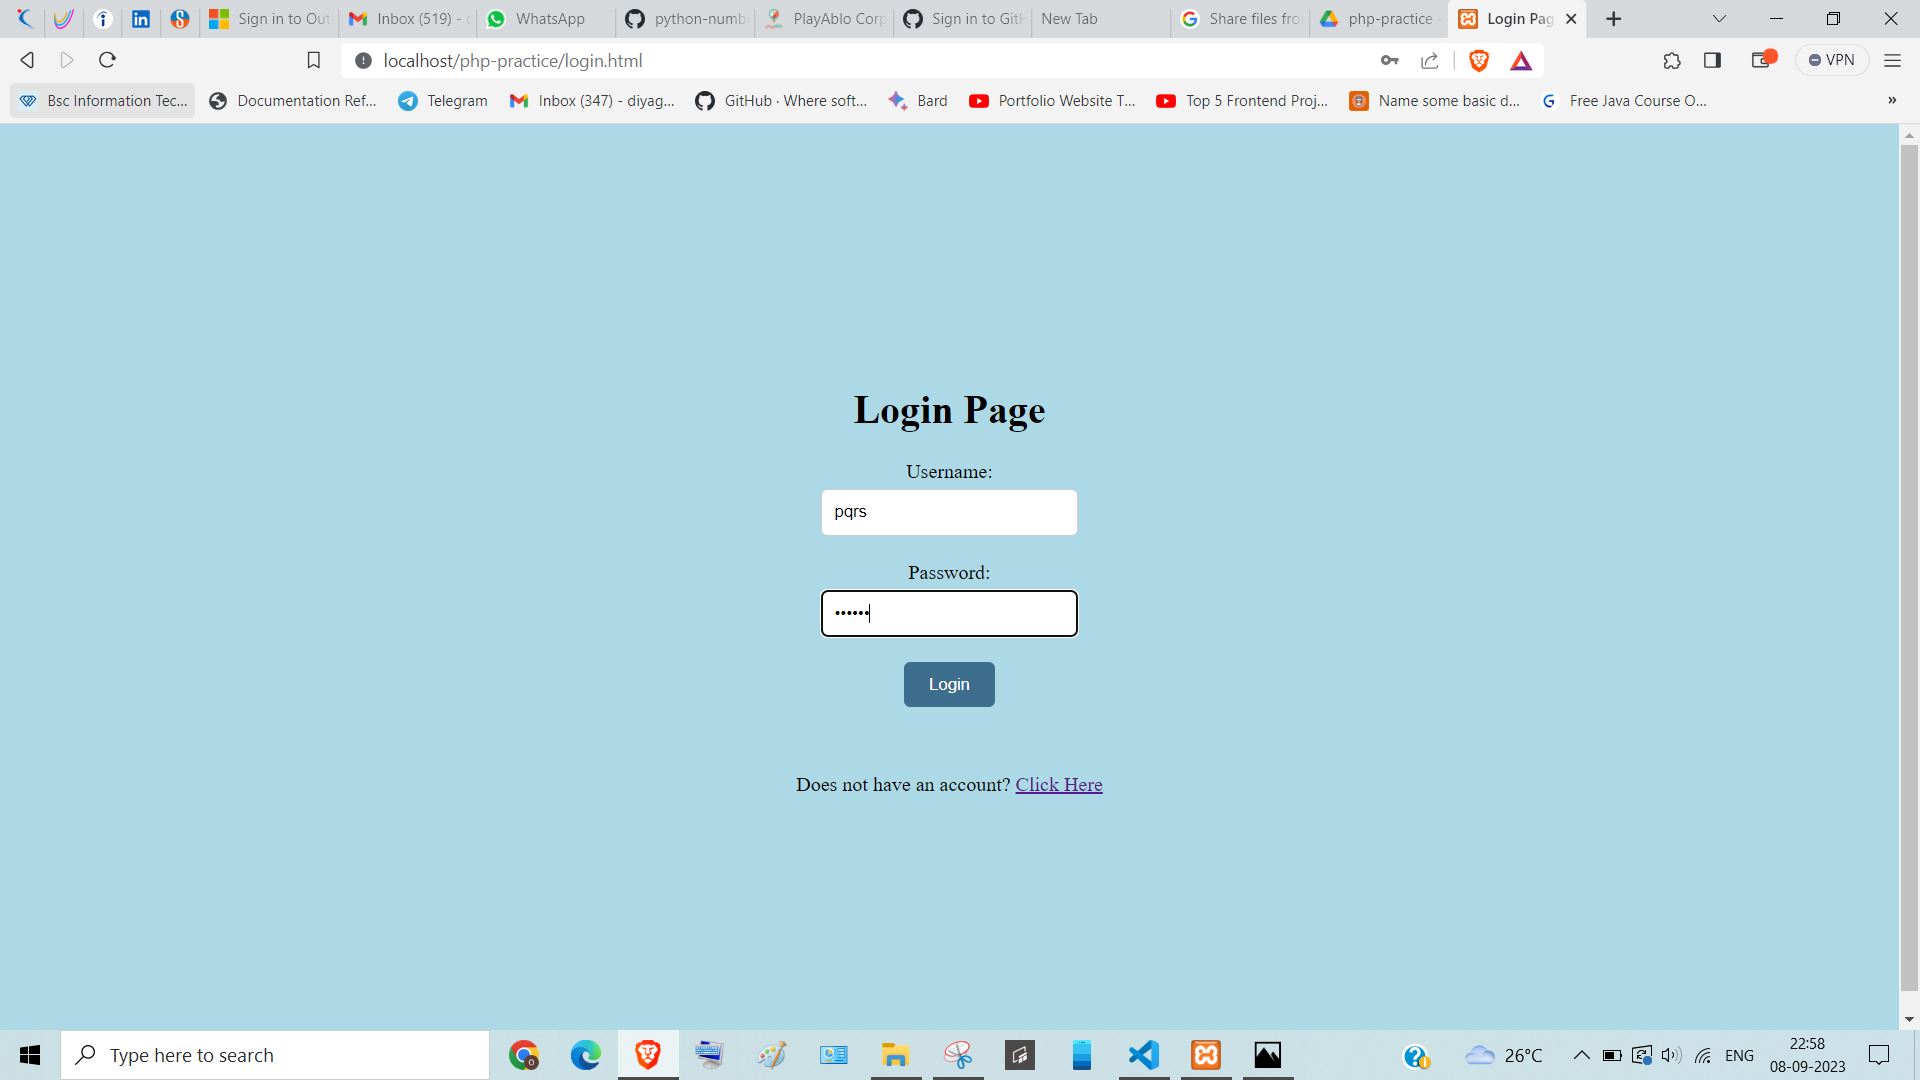 Sign in to Out
Inbox (519) -
WhatsApp
python-numb
PlayAblo Corp
Sign in to GitH
New Tab
Share files fro
php-practice -
Login Pag
localhost/php-practice/login.html
VPN
Bsc Information Tec...
Documentation Ref...
Telegram
Inbox (347) - diyag...
GitHub · Where soft...
Bard
Portfolio Website T...
Top 5 Frontend Proj...
Name some basic d...
Free Java Course O...
»
Login Page
Username:
pqrs
Password:
••••••
Login
Does not have an account? Click Here
Type here to search
26°C
ENG
22:58
08-09-2023